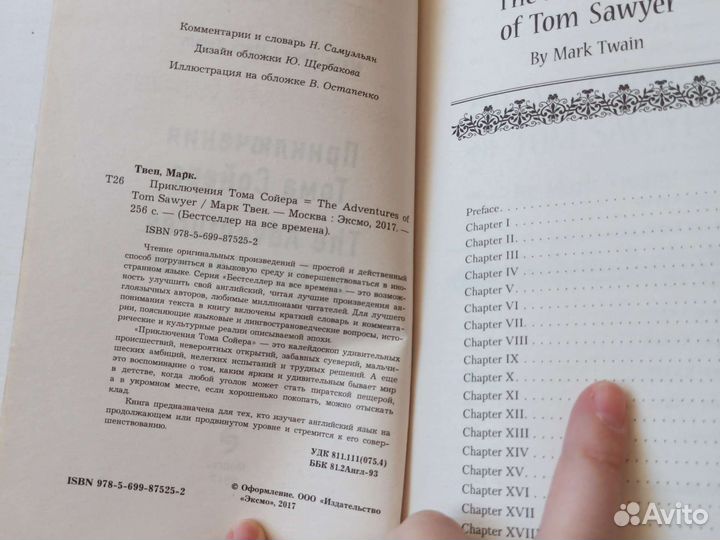 Комментарии и словарь Н. Самуэльян
Дизайн обложки Ю. Щербакова
Иллюстрация на обложке В. Остапенко
Твен, Марк.
Т26 Приключения Тома Сойера = The Adventures of
Tom Sawyer / Марк Твен. — Москва : Эксмо, 2017. —
256 с. — (Бестселлер на все времена).
ISBN 978-5-699-87525-2
Чтение оригинальных произведений — простой и действенный
способ погрузиться в языковую среду и совершенствоваться в ино-
странном языке. Серия «Бестселлер на все времена» — это возмож-
ность улучшить свой английский, читая лучшие произведения ан-
глоязычных авторов, любимые миллионами читателей. Для лучшего
понимания текста в книгу включены краткий словарь и коммента-
рии, поясняющие языковые и лингвострановедческие вопросы, исто-
рические и культурные реалии описываемой эпохи.
«Приключения Тома Сойера» — это калейдоскоп удивительных
происшествий, невероятных открытий, забавных суеверий, мальчи-
шеских амбиций, нелегких испытаний и трудных решений. А еще
это воспоминание о том, каким ярким и удивительным бывает мир
в детстве, когда любой уголок может стать пиратской пещерой,
а в укромном месте, если хорошенько покопать, можно отыскать
клад.
Книга предназначена для тех, кто изучает английский язык на
продолжающем или продвинутом уровне и стремится к его совер-
шенствованию.
УДК 811.111(075.4)
ББК 81.2Англ-93
ISBN 978-5-699-87525-2
© Оформление. ООО «Издательство
«Эксмо», 2017
of Tom Sawyer
By Mark Twain
Preface
Chapter I
Chapter II
Chapter III
Chapter IV
Chapter V
Chapter VI
Chapter VII
Chapter VIII
Chapter IX
Chapter X
Chapter XI
Chapter XII
Chapter XIII
Chapter XIV
Chapter XV
Chapter XVI
Chapter XVII
Chapter XVIII
Avito